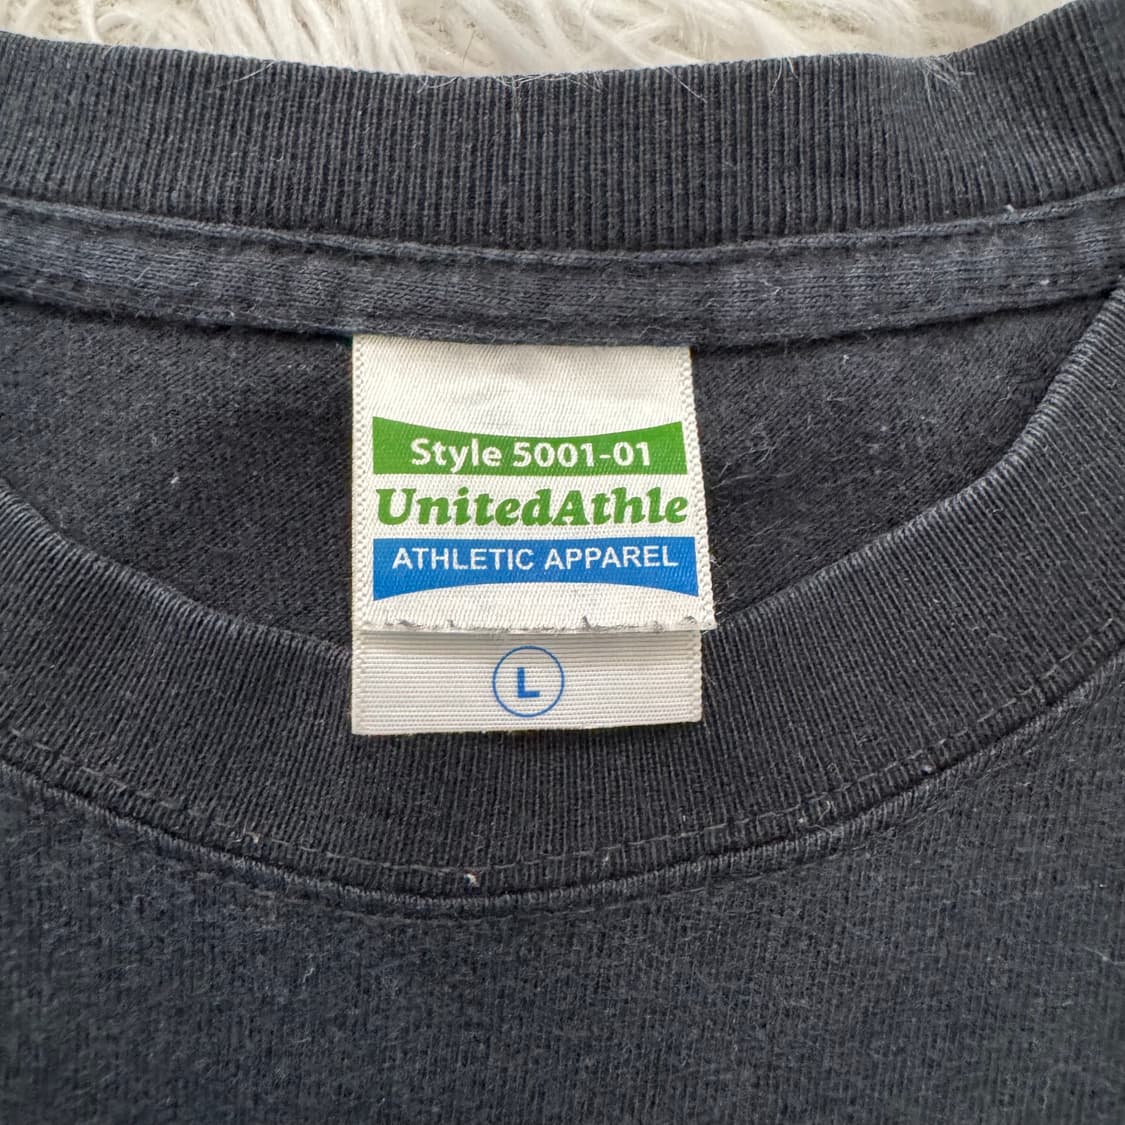 Style 5001-01
UnitedAthle
ATHLETIC APPAREL
L